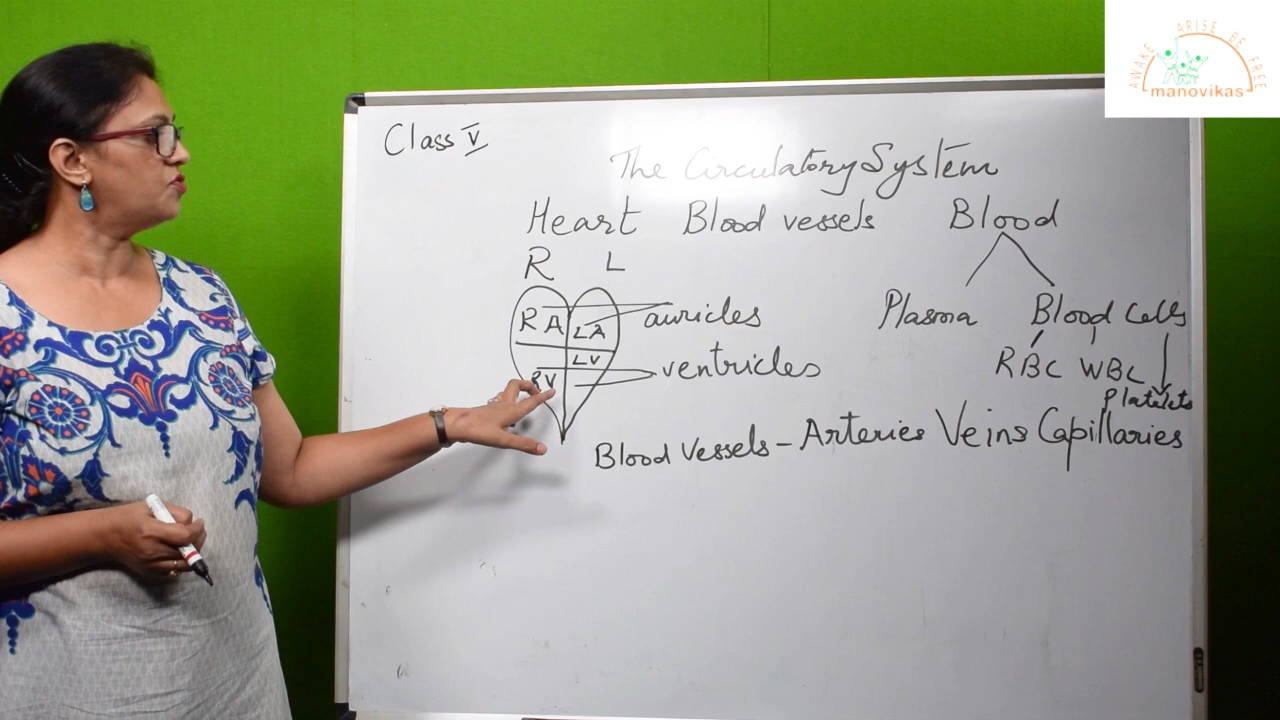 AWAKE ARISE BE FREE
manovikas
Class V
The Circulatory System
Heart Blood vessels Blood
R L
Plasma Blood Cells
R A LA auricles
LV
RBC WBC
RV ventricles
Platelets
Blood Vessels - Arteries Veins Capillaries